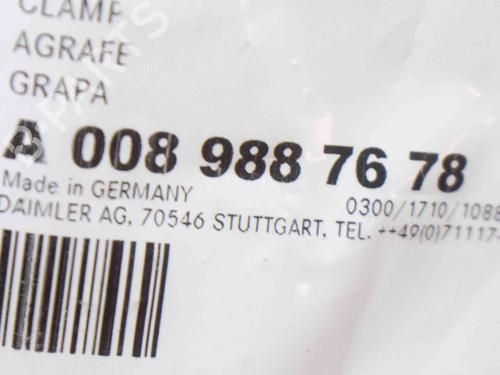 CLAMP
AGRAFE
GRAPA
A 008 988 76 78
Made in GERMANY
0300/1710/1088
DAIMLER AG, 70546 STUTTGART, TEL. ++49(0)71117-
B-PARTS